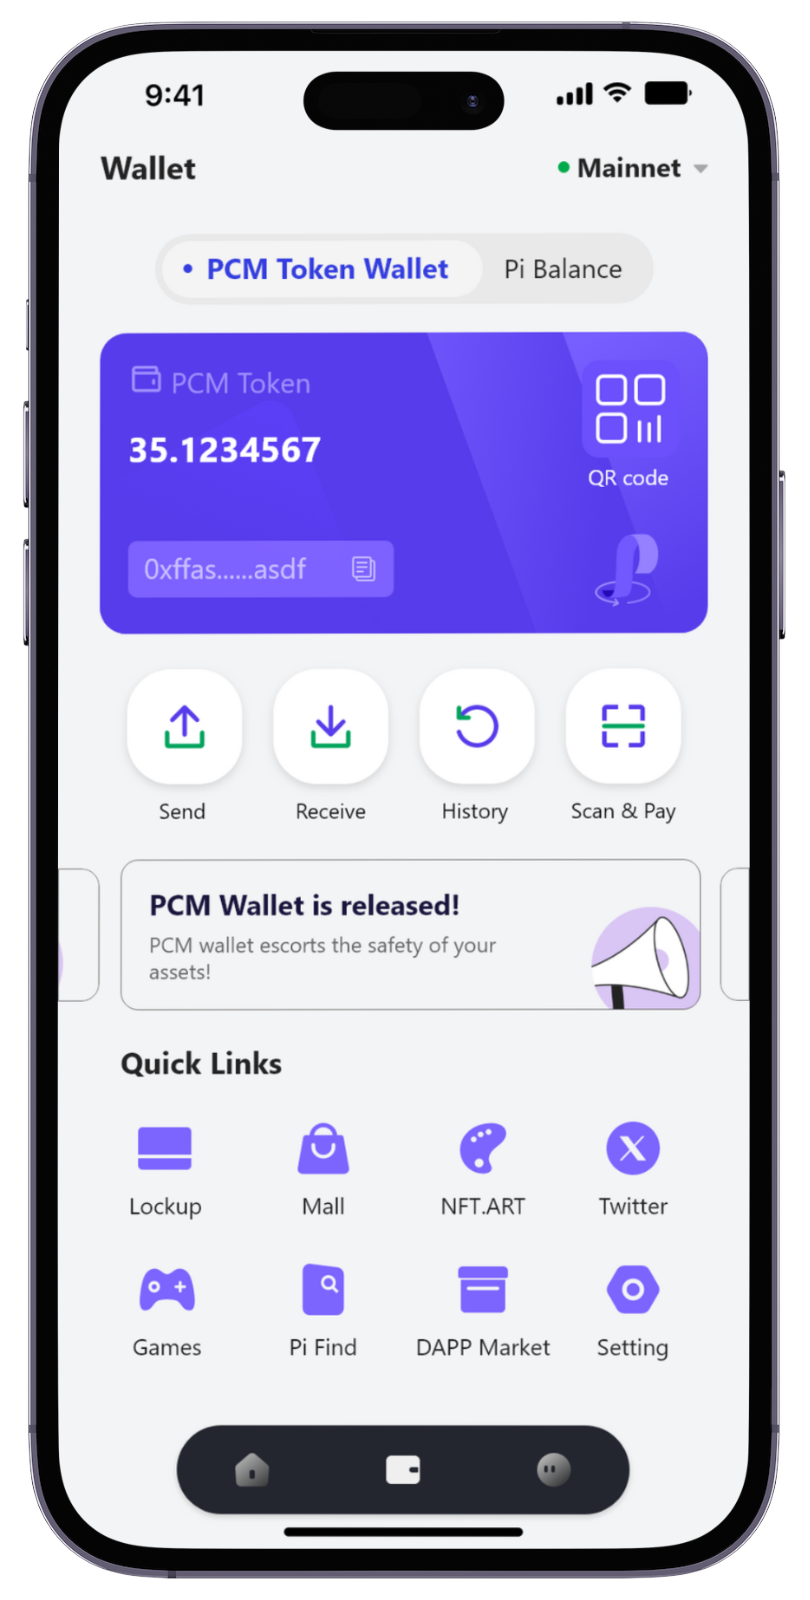 9:41
Wallet
Mainnet
PCM Token Wallet
Pi Balance
PCM Token
35.1234567
QR code
0xffas......asdf
Send
Receive
History
Scan & Pay
PCM Wallet is released!
PCM wallet escorts the safety of your
assets!
Quick Links
Lockup
Mall
NFT.ART
Twitter
Games
Pi Find
DAPP Market
Setting